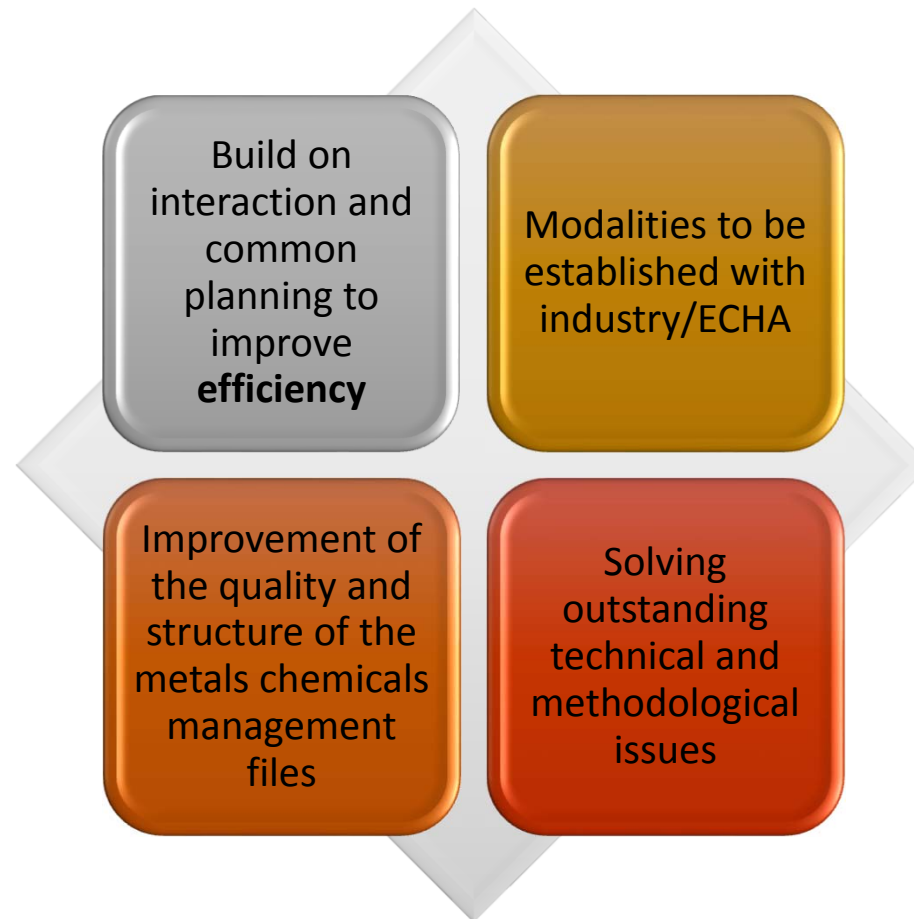 Build on
interaction and
common
planning to
improve
efficiency
Modalities to be
established with
industry/ECHA
Improvement of
the quality and
structure of the
metals chemicals
management
files
Solving
outstanding
technical and
methodological
issues